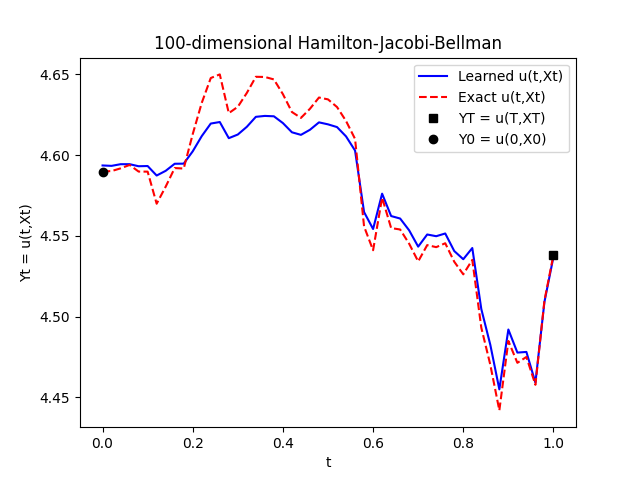 100-dimensional Hamilton-Jacobi-Bellman
Yt = u(t,Xt)
4.65
4.60
4.55
4.50
4.45
Learned u(t,Xt)
Exact u(t,Xt)
YT = u(T,XT)
Y0 = u(0,X0)
0.0 0.2 0.4 0.6 0.8 1.0
t